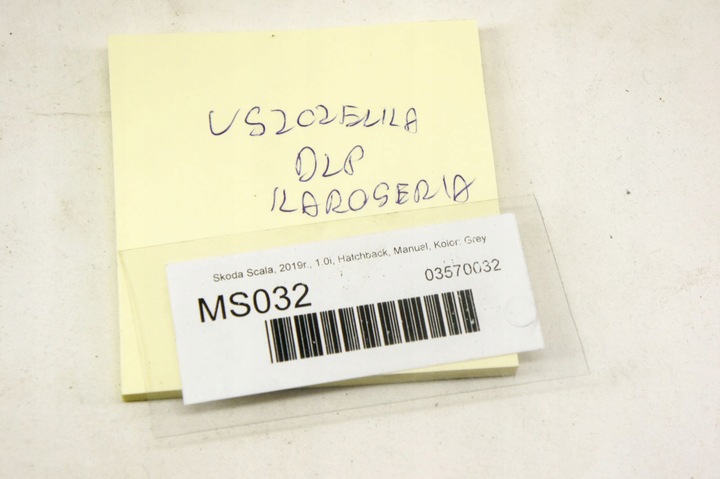 USZCZELKA
DLP
KAROSERIA
Skoda Scala, 2019r., 1.0i, Hatchback, Manual, Kolor: Grey
MS032
03570032